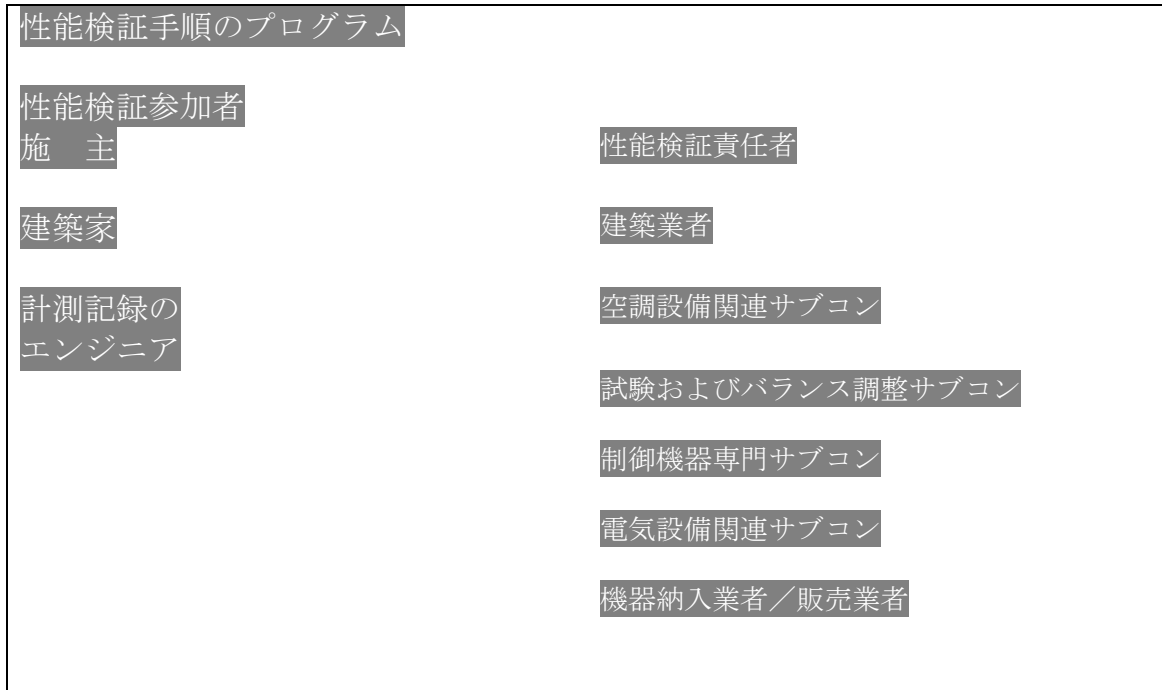 性能検証手順のプログラム
性能検証参加者
施　主
性能検証責任者
建築家
建築業者
計測記録の
エンジニア
空調設備関連サブコン
試験およびバランス調整サブコン
制御機器専門サブコン
電気設備関連サブコン
機器納入業者／販売業者